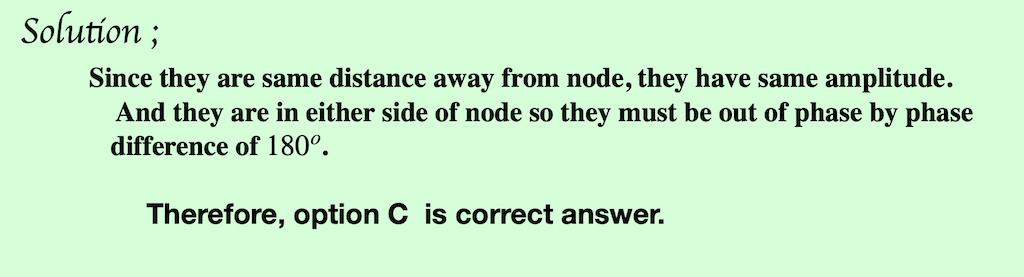 Solution ;
Since they are same distance away from node, they have same amplitude.
And they are in either side of node so they must be out of phase by phase
difference of 180°.
Therefore, option C is correct answer.